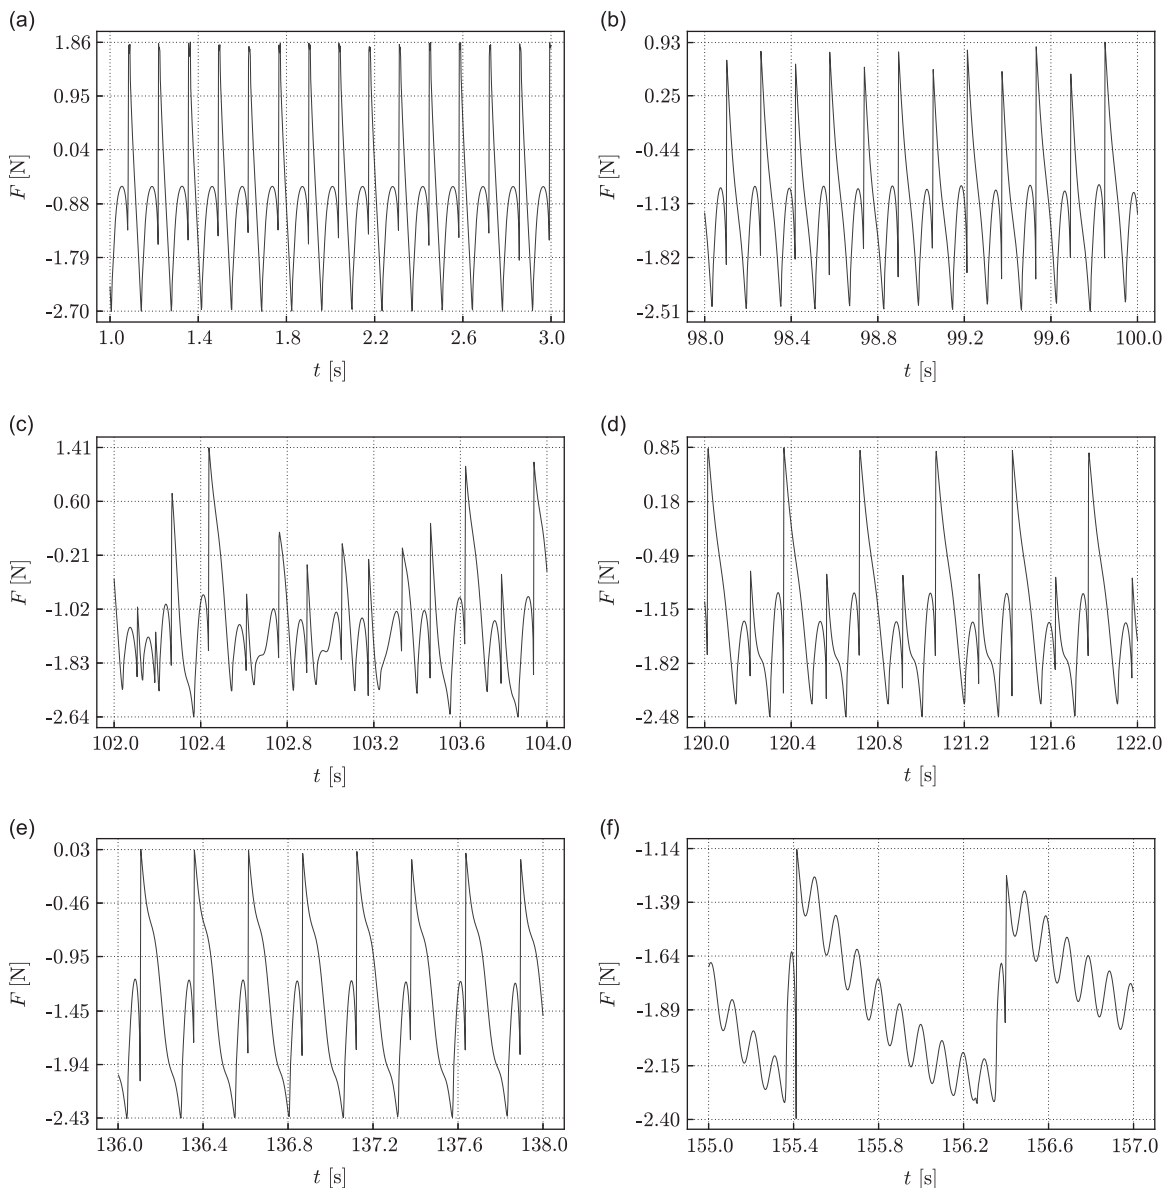 (a)
1.86
0.95
0.04
-0.88
-1.79
-2.70
F [N]
1.0 1.4 1.8 2.2 2.6 3.0
t [s]
(b)
0.93
0.25
-0.44
-1.13
-1.82
-2.51
F [N]
98.0 98.4 98.8 99.2 99.6 100.0
t [s]
(c)
1.41
0.60
-0.21
-1.02
-1.83
-2.64
F [N]
102.0 102.4 102.8 103.2 103.6 104.0
t [s]
(d)
0.85
0.18
-0.49
-1.15
-1.82
-2.48
F [N]
120.0 120.4 120.8 121.2 121.6 122.0
t [s]
(e)
0.03
-0.46
-0.95
-1.45
-1.94
-2.43
F [N]
136.0 136.4 136.8 137.2 137.6 138.0
t [s]
(f)
-1.14
-1.39
-1.64
-1.89
-2.15
-2.40
F [N]
155.0 155.4 155.8 156.2 156.6 157.0
t [s]